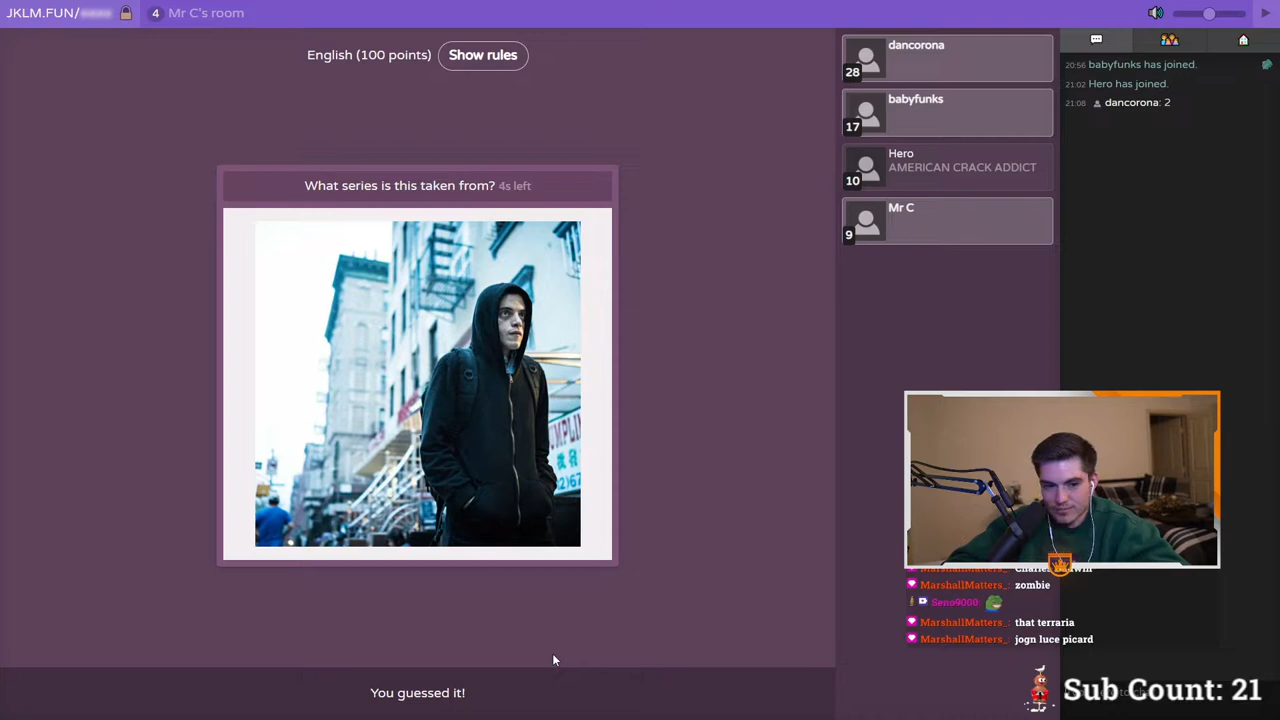 JKLM.FUN/
4 Mr C's room
English (100 points) Show rules
What series is this taken from? 4s left
You guessed it!
dancorona
28
babyfunks
17
Hero
AMERICAN CRACK ADDICT
10
Mr C
9
20:56 babyfunks has joined.
21:02 Hero has joined.
21:08 dancorona: 2
MarshallMatters_: zombie
Seno9000:
MarshallMatters_: that terraria
MarshallMatters_: jogn luce picard
Sub Count: 21